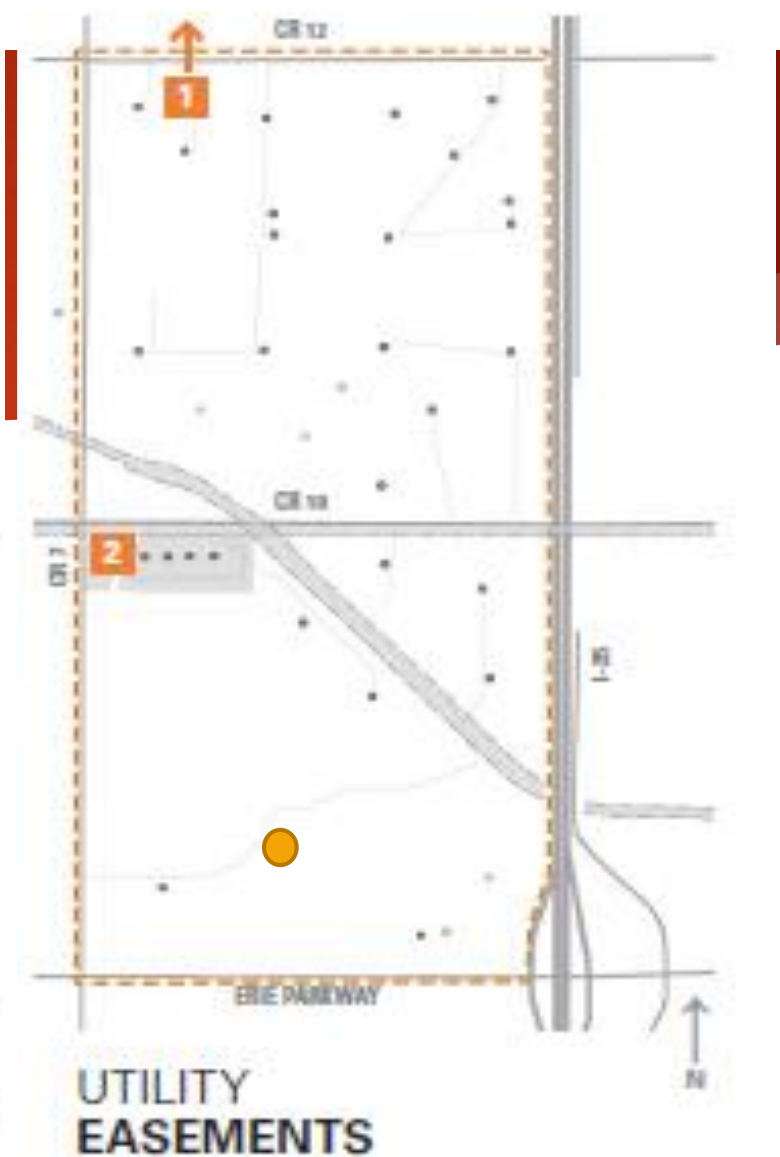 CR 12
1
CR 10
2
CR 7
I-25
ERIE PARKWAY
N
UTILITY
EASEMENTS